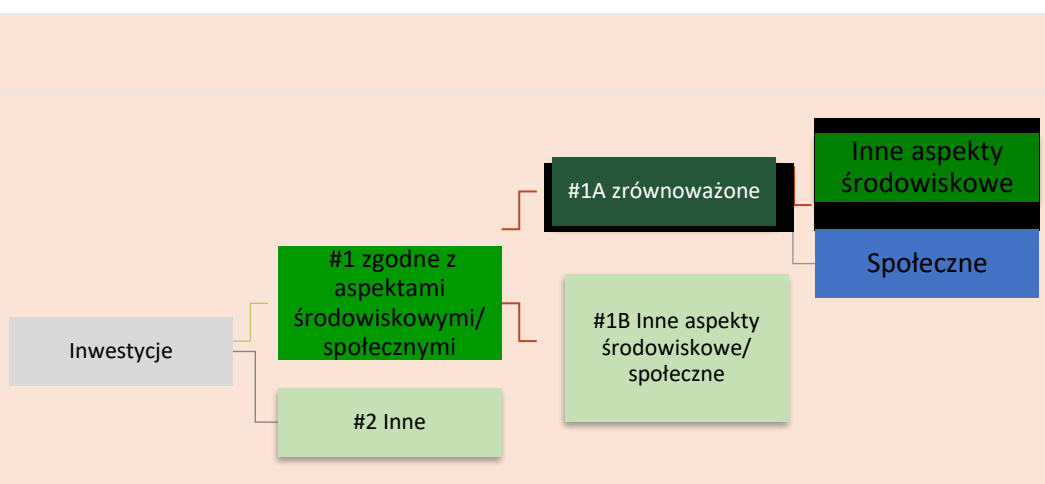 Inwestycje
#1 zgodne z
aspektami
środowiskowymi/
społecznymi
#2 Inne
#1A zrównoważone
#1B Inne aspekty
środowiskowe/
społeczne
Inne aspekty
środowiskowe
Społeczne